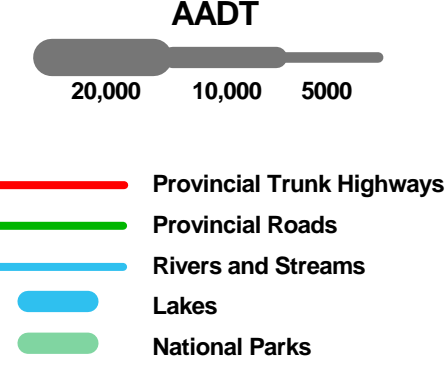 AADT
20,000 10,000 5000
Provincial Trunk Highways
Provincial Roads
Rivers and Streams
Lakes
National Parks